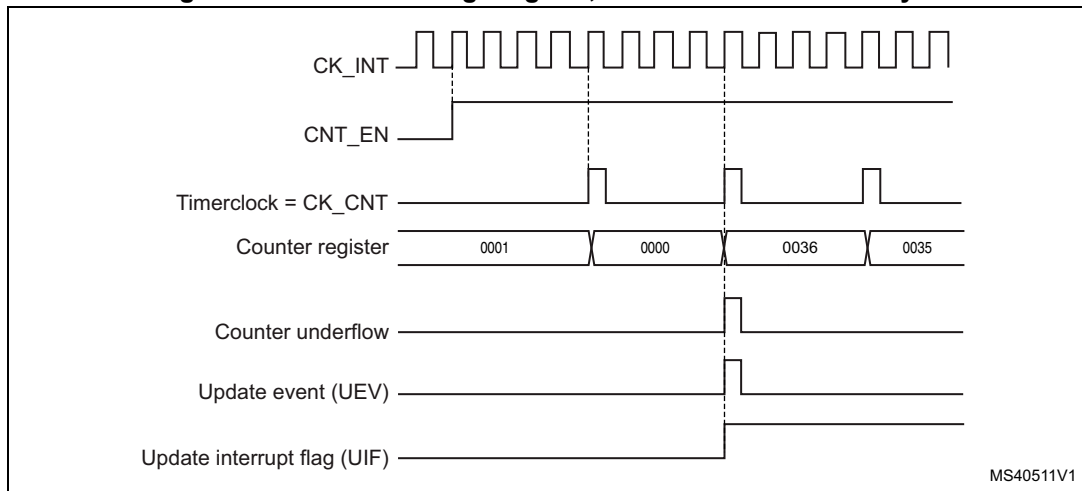 CK_INT
CNT_EN
Timerclock = CK_CNT
Counter register
0001
0000
0036
0035
Counter underflow
Update event (UEV)
Update interrupt flag (UIF)
MS40511V1